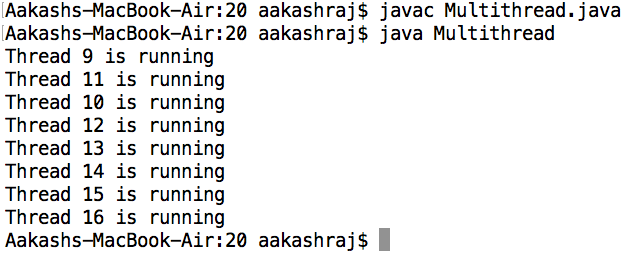 [Aakashs-MacBook-Air:20 aakashraj$ javac Multithread.java
[Aakashs-MacBook-Air:20 aakashraj$ java Multithread
Thread 9 is running
Thread 11 is running
Thread 10 is running
Thread 12 is running
Thread 13 is running
Thread 14 is running
Thread 15 is running
Thread 16 is running
Aakashs-MacBook-Air:20 aakashraj$